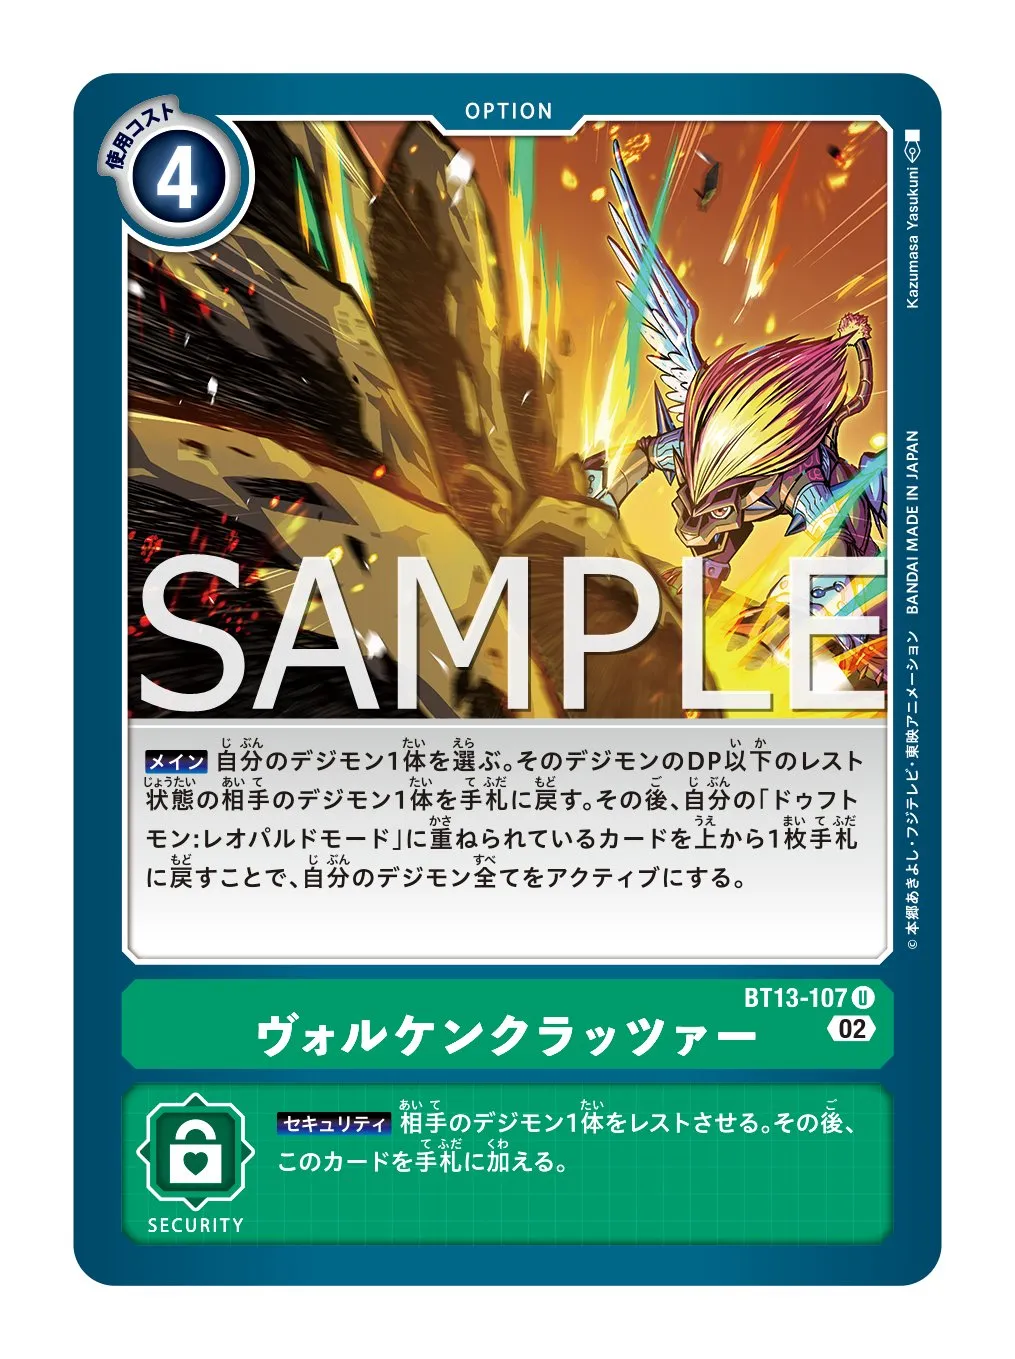 OPTION
使用コスト
4
Kazumasa Yasukuni
SAMPLE
メイン 自分のデジモン1体を選ぶ。そのデジモンのDP以下のレスト
状態の相手のデジモン1体を手札に戻す。その後、自分の「ドゥフト
モン:レオパルドモード」に重ねられているカードを上から1枚手札
に戻すことで、自分のデジモン全てをアクティブにする。
©本郷あきよし・フジテレビ・東映アニメーション BANDAI MADE IN JAPAN
BT13-107 U
ヴォルケンクラッツァー
02
セキュリティ 相手のデジモン1体をレストさせる。その後、
このカードを手札に加える。
SECURITY